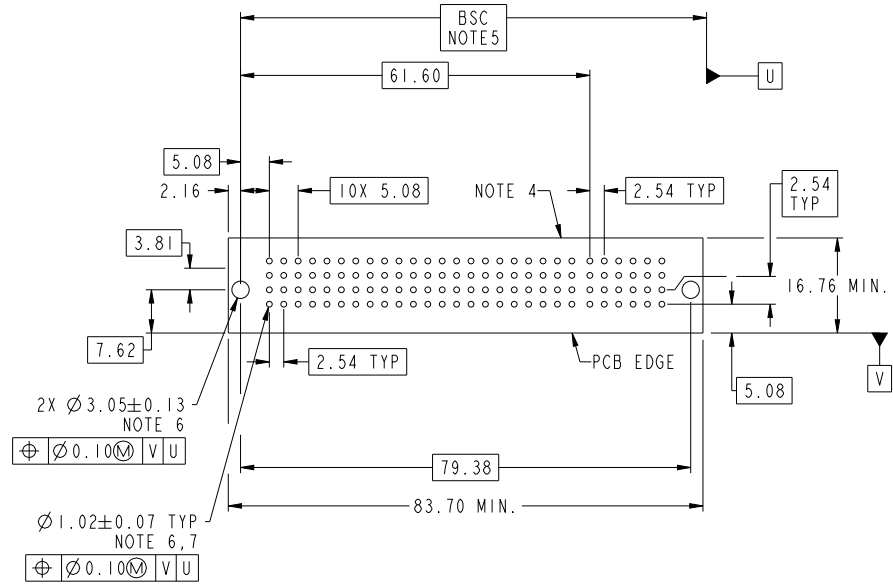 BSC
NOTE5
61.60
U
5.08
2.16
10X 5.08
NOTE 4
2.54 TYP
2.54
TYP
3.81
16.76 MIN.
7.62
2.54 TYP
PCB EDGE
V
5.08
2X Ø3.05±0.13
NOTE 6
⌖ Ø0.10Ⓜ V U
79.38
83.70 MIN.
Ø1.02±0.07 TYP
NOTE 6,7
⌖ Ø0.10Ⓜ V U